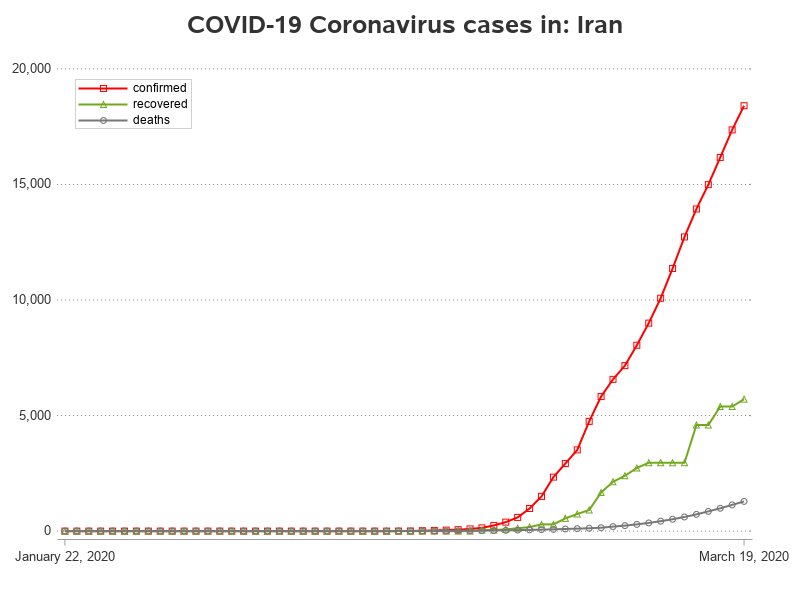 COVID-19 Coronavirus cases in: Iran
20,000
confirmed
recovered
deaths
15,000
10,000
5,000
0
January 22, 2020
March 19, 2020